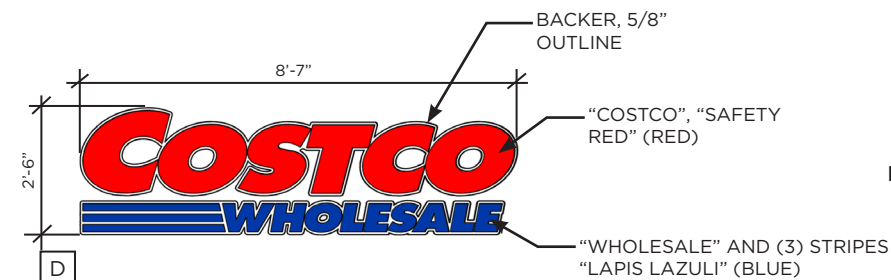 BACKER, 5/8"
OUTLINE
8'-7"
"COSTCO", "SAFETY
RED" (RED)
2'-6"
COSTCO
WHOLESALE
"WHOLESALE" AND (3) STRIPES
"LAPIS LAZULI" (BLUE)
D